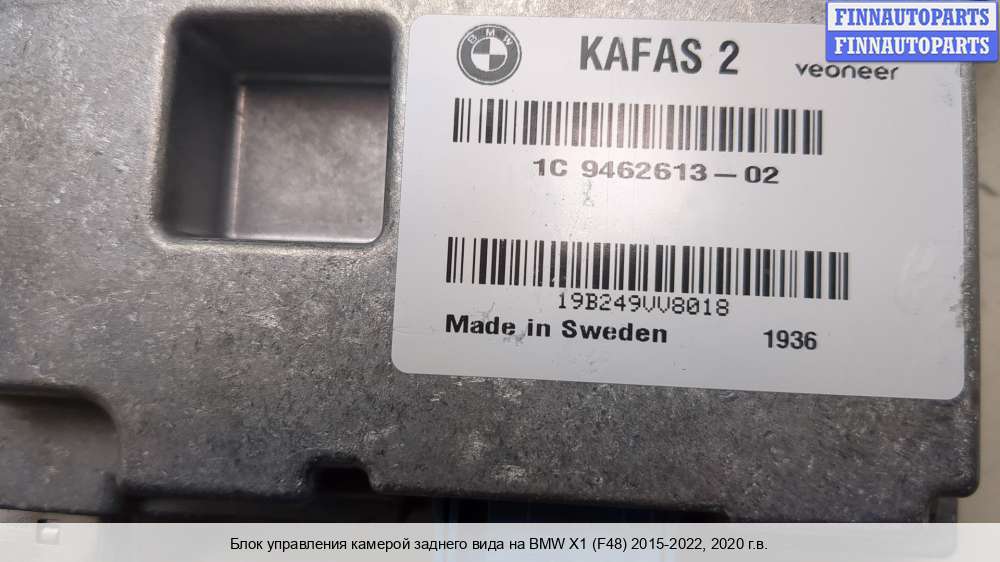 FINNAUTOPARTS
FINNAUTOPARTS
BMW
KAFAS 2
veoneer
1C 9462613-02
19B249VV8018
Made in Sweden
1936
Блок управления камерой заднего вида на BMW X1 (F48) 2015-2022, 2020 г.в.